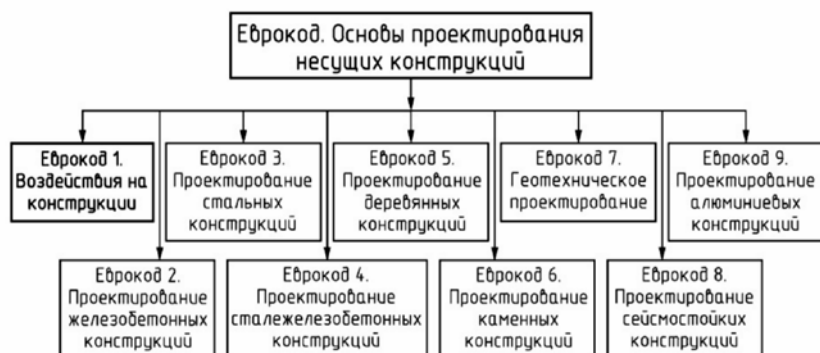 Еврокод. Основы проектирования
несущих конструкций
Еврокод 1.
Воздействия на
конструкции
Еврокод 3.
Проектирование
стальных
конструкций
Еврокод 5.
Проектирование
деревянных
конструкций
Еврокод 7.
Геотехническое
проектирование
Еврокод 9.
Проектирование
алюминиевых
конструкций
Еврокод 2.
Проектирование
железобетонных
конструкций
Еврокод 4.
Проектирование
сталежелезобетонных
конструкций
Еврокод 6.
Проектирование
каменных
конструкций
Еврокод 8.
Проектирование
сейсмостойких
конструкций